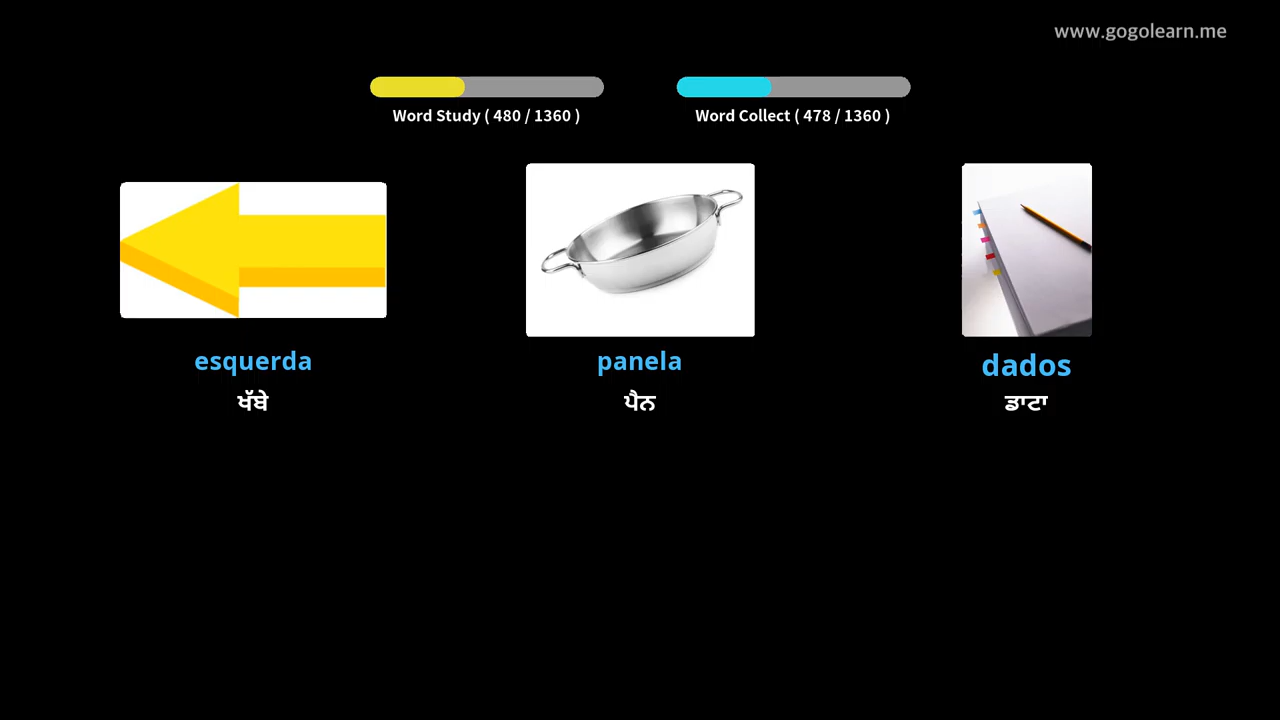 www.gogolearn.me
Word Study ( 480 / 1360 )
Word Collect ( 478 / 1360 )
esquerda
panela
dados
ਖੱਬੇ
ਪੈਨ
ਡਾਟਾ